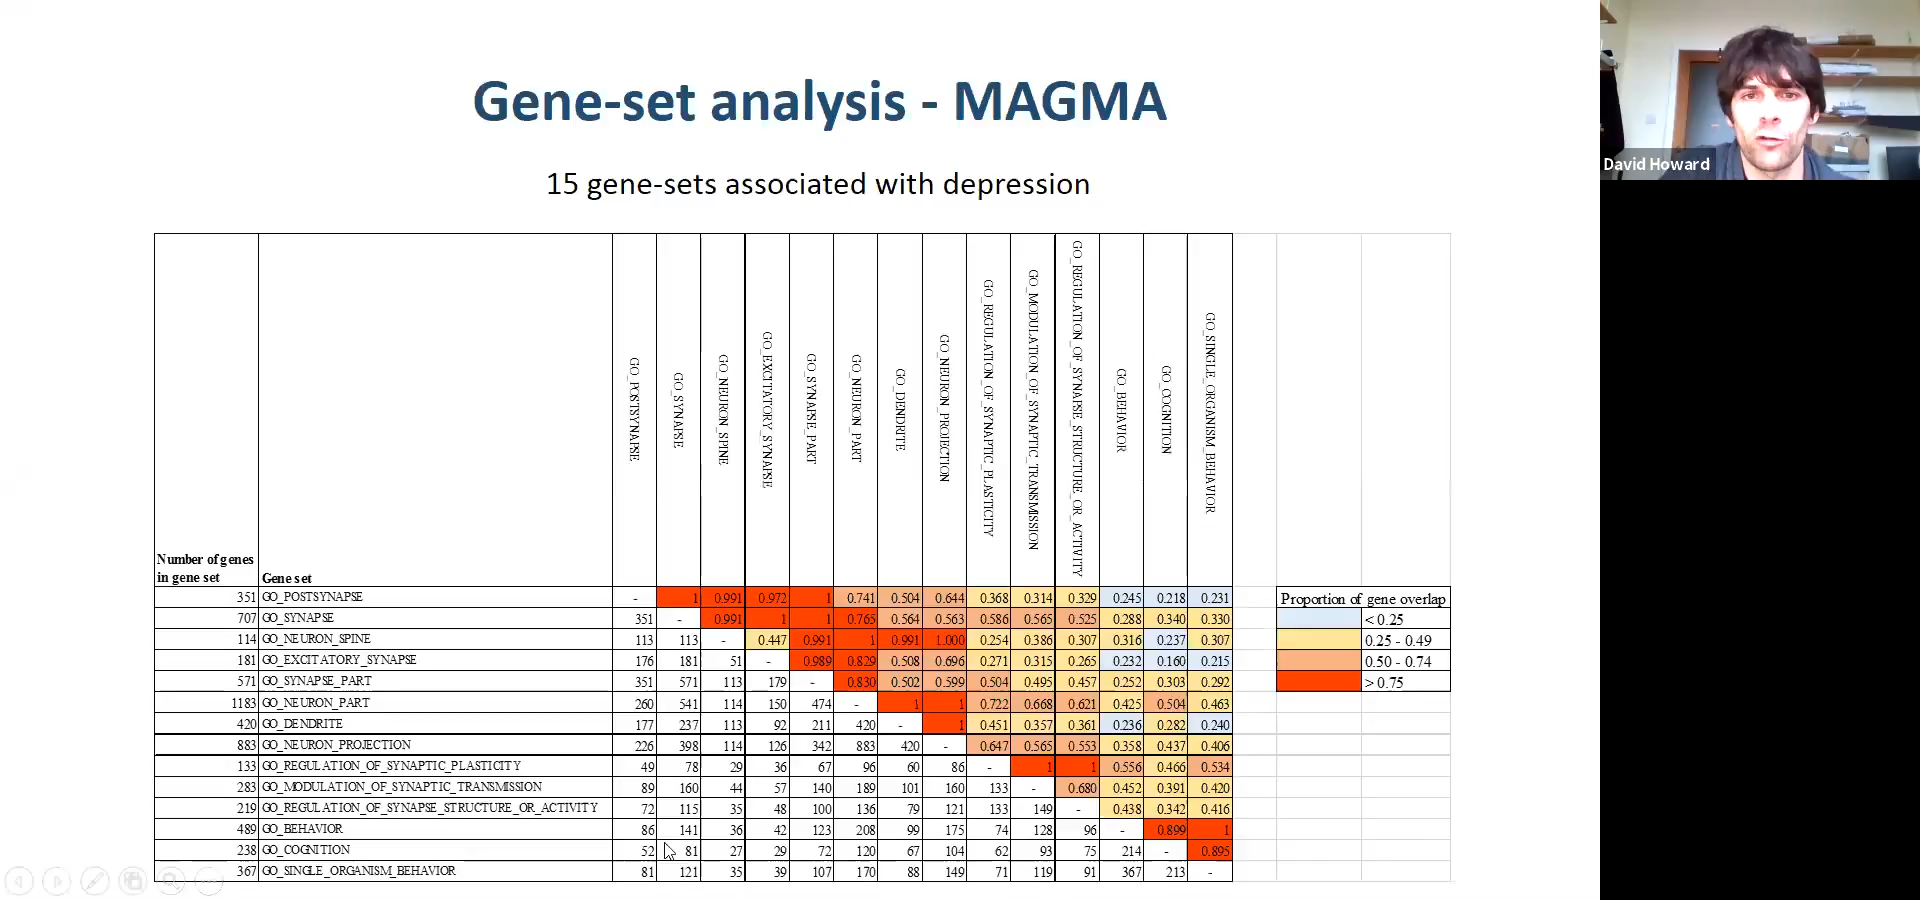 Gene-set analysis - MAGMA
15 gene-sets associated with depression
David Howard
GO_POSTSYNAPSE
GO_SYNAPSE
GO_NEURON_SPINE
GO_EXCITATORY_SYNAPSE
GO_SYNAPSE_PART
GO_NEURON_PART
GO_DENDRITE
GO_NEURON_PROJECTION
GO_REGULATION_OF_SYNAPTIC_PLASTICITY
GO_MODULATION_OF_SYNAPTIC_TRANSMISSION
GO_REGULATION_OF_SYNAPSE_STRUCTURE_OR_ACTIVITY
GO_BEHAVIOR
GO_COGNITION
GO_SINGLE_ORGANISM_BEHAVIOR
Number of genes
in gene set Gene set
351 GO_POSTSYNAPSE - 1 0.991 0.972 1 0.741 0.504 0.644 0.368 0.314 0.329 0.245 0.218 0.231
707 GO_SYNAPSE 351 - 0.991 1 1 0.765 0.564 0.563 0.586 0.565 0.525 0.288 0.340 0.330
114 GO_NEURON_SPINE 113 113 - 0.447 0.991 1 0.991 1.000 0.254 0.386 0.307 0.316 0.237 0.307
181 GO_EXCITATORY_SYNAPSE 176 181 51 - 0.989 0.829 0.508 0.696 0.271 0.315 0.265 0.232 0.160 0.215
571 GO_SYNAPSE_PART 351 571 113 179 - 0.830 0.502 0.599 0.504 0.495 0.457 0.252 0.303 0.292
1183 GO_NEURON_PART 260 541 114 150 474 - 1 1 0.722 0.668 0.621 0.425 0.504 0.463
420 GO_DENDRITE 177 237 113 92 211 420 - 1 0.451 0.357 0.361 0.236 0.282 0.240
883 GO_NEURON_PROJECTION 226 398 114 126 342 883 420 - 0.647 0.565 0.553 0.358 0.437 0.406
133 GO_REGULATION_OF_SYNAPTIC_PLASTICITY 49 78 29 36 67 96 60 86 - 1 1 0.556 0.466 0.534
283 GO_MODULATION_OF_SYNAPTIC_TRANSMISSION 89 160 44 57 140 189 101 160 133 - 0.680 0.452 0.391 0.420
219 GO_REGULATION_OF_SYNAPSE_STRUCTURE_OR_ACTIVITY 72 115 35 48 100 136 79 121 133 149 - 0.438 0.342 0.416
489 GO_BEHAVIOR 86 141 36 42 123 208 99 175 74 128 96 - 0.899 1
238 GO_COGNITION 52 81 27 29 72 120 67 104 62 93 75 214 - 0.895
367 GO_SINGLE_ORGANISM_BEHAVIOR 81 121 35 39 107 170 88 149 71 119 91 367 213 -
Proportion of gene overlap
< 0.25
0.25 - 0.49
0.50 - 0.74
> 0.75